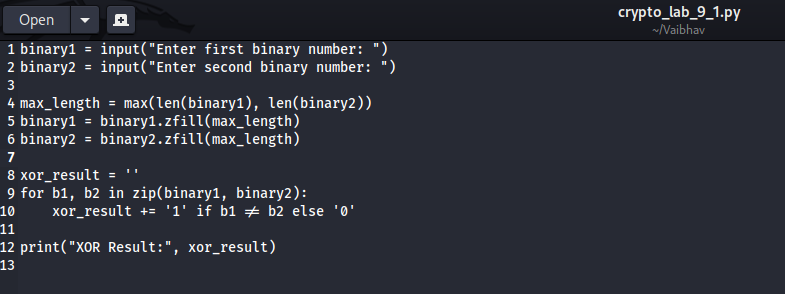 Open
crypto_lab_9_1.py
~/Vaibhav
1 binary1 = input("Enter first binary number: ")
2 binary2 = input("Enter second binary number: ")
3
4 max_length = max(len(binary1), len(binary2))
5 binary1 = binary1.zfill(max_length)
6 binary2 = binary2.zfill(max_length)
7
8 xor_result = ''
9 for b1, b2 in zip(binary1, binary2):
10     xor_result += '1' if b1 ≠ b2 else '0'
11
12 print("XOR Result:", xor_result)
13